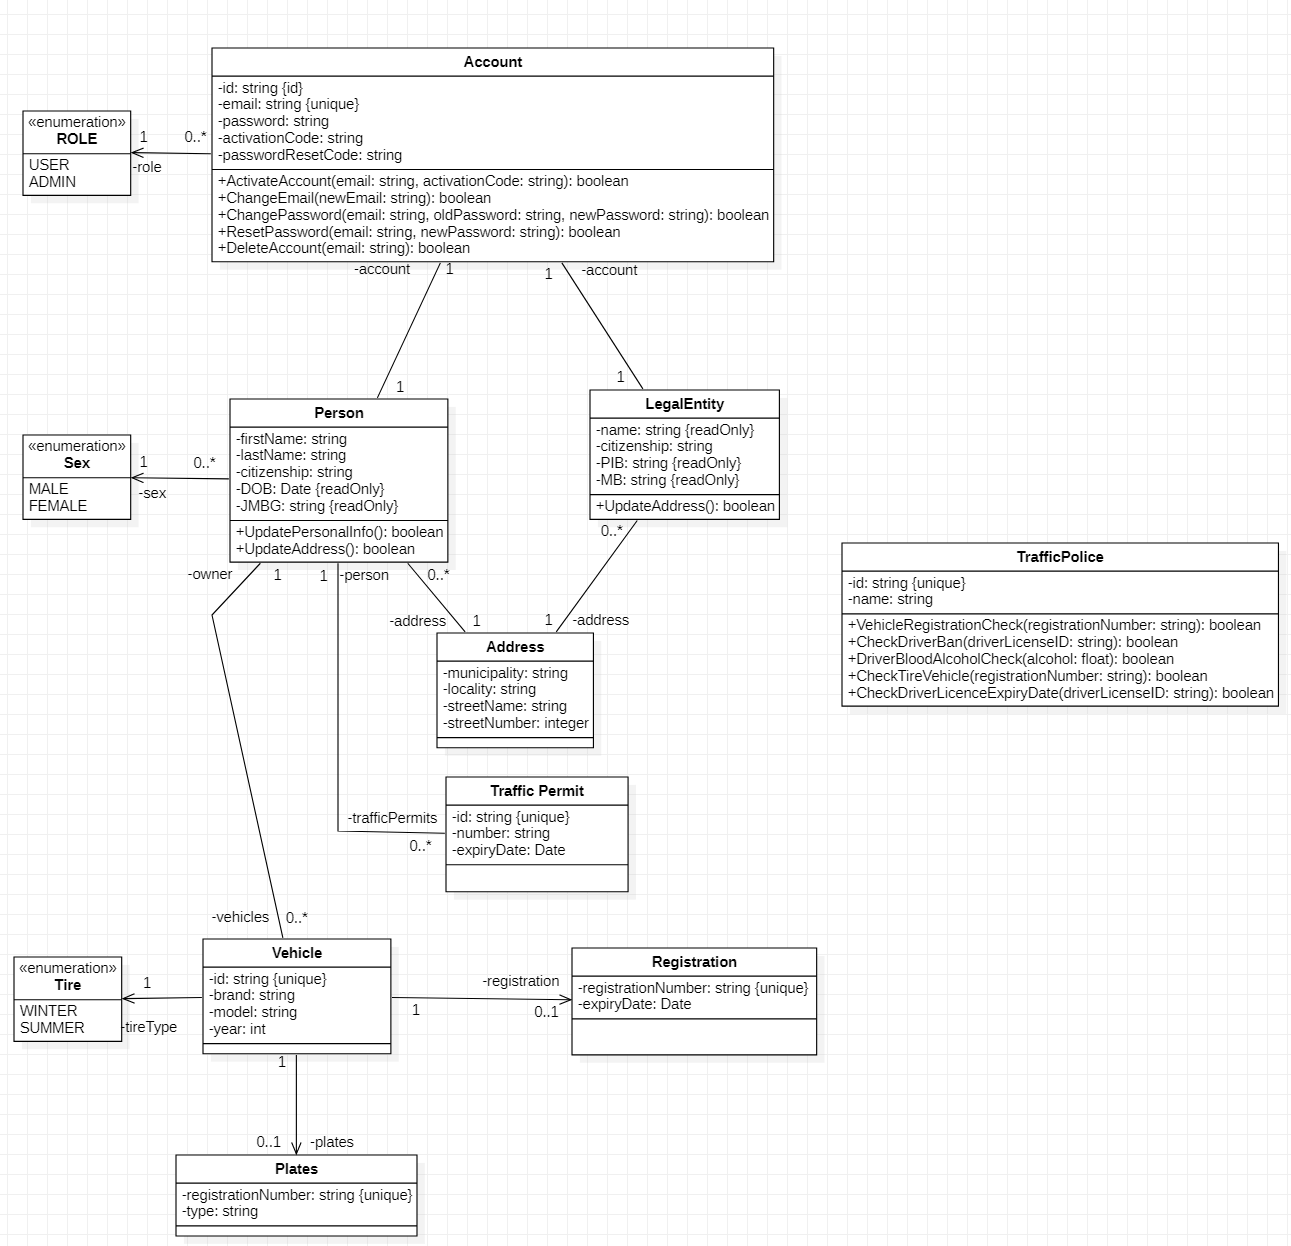 Account
-id: string {id}
-email: string {unique}
-password: string
-activationCode: string
-passwordResetCode: string
+ActivateAccount(email: string, activationCode: string): boolean
+ChangeEmail(newEmail: string): boolean
+ChangePassword(email: string, oldPassword: string, newPassword: string): boolean
+ResetPassword(email: string, newPassword: string): boolean
+DeleteAccount(email: string): boolean
«enumeration»
ROLE
USER
ADMIN
1
0..*
-role
-account
1
1
-account
1
1
Person
-firstName: string
-lastName: string
-citizenship: string
-DOB: Date {readOnly}
-JMBG: string {readOnly}
+UpdatePersonalInfo(): boolean
+UpdateAddress(): boolean
LegalEntity
-name: string {readOnly}
-citizenship: string
-PIB: string {readOnly}
-MB: string {readOnly}
+UpdateAddress(): boolean
«enumeration»
Sex
MALE
FEMALE
1
0..*
-sex
0..*
-owner
1
1
-person
0..*
-address
1
1
-address
TrafficPolice
-id: string {unique}
-name: string
+VehicleRegistrationCheck(registrationNumber: string): boolean
+CheckDriverBan(driverLicenseID: string): boolean
+DriverBloodAlcoholCheck(alcohol: float): boolean
+CheckTireVehicle(registrationNumber: string): boolean
+CheckDriverLicenceExpiryDate(driverLicenseID: string): boolean
Address
-municipality: string
-locality: string
-streetName: string
-streetNumber: integer
Traffic Permit
-id: string {unique}
-number: string
-expiryDate: Date
-trafficPermits
0..*
-vehicles
0..*
Vehicle
-id: string {unique}
-brand: string
-model: string
-year: int
«enumeration»
Tire
WINTER
SUMMER
1
-tireType
-registration
1
0..1
Registration
-registrationNumber: string {unique}
-expiryDate: Date
1
0..1
-plates
Plates
-registrationNumber: string {unique}
-type: string